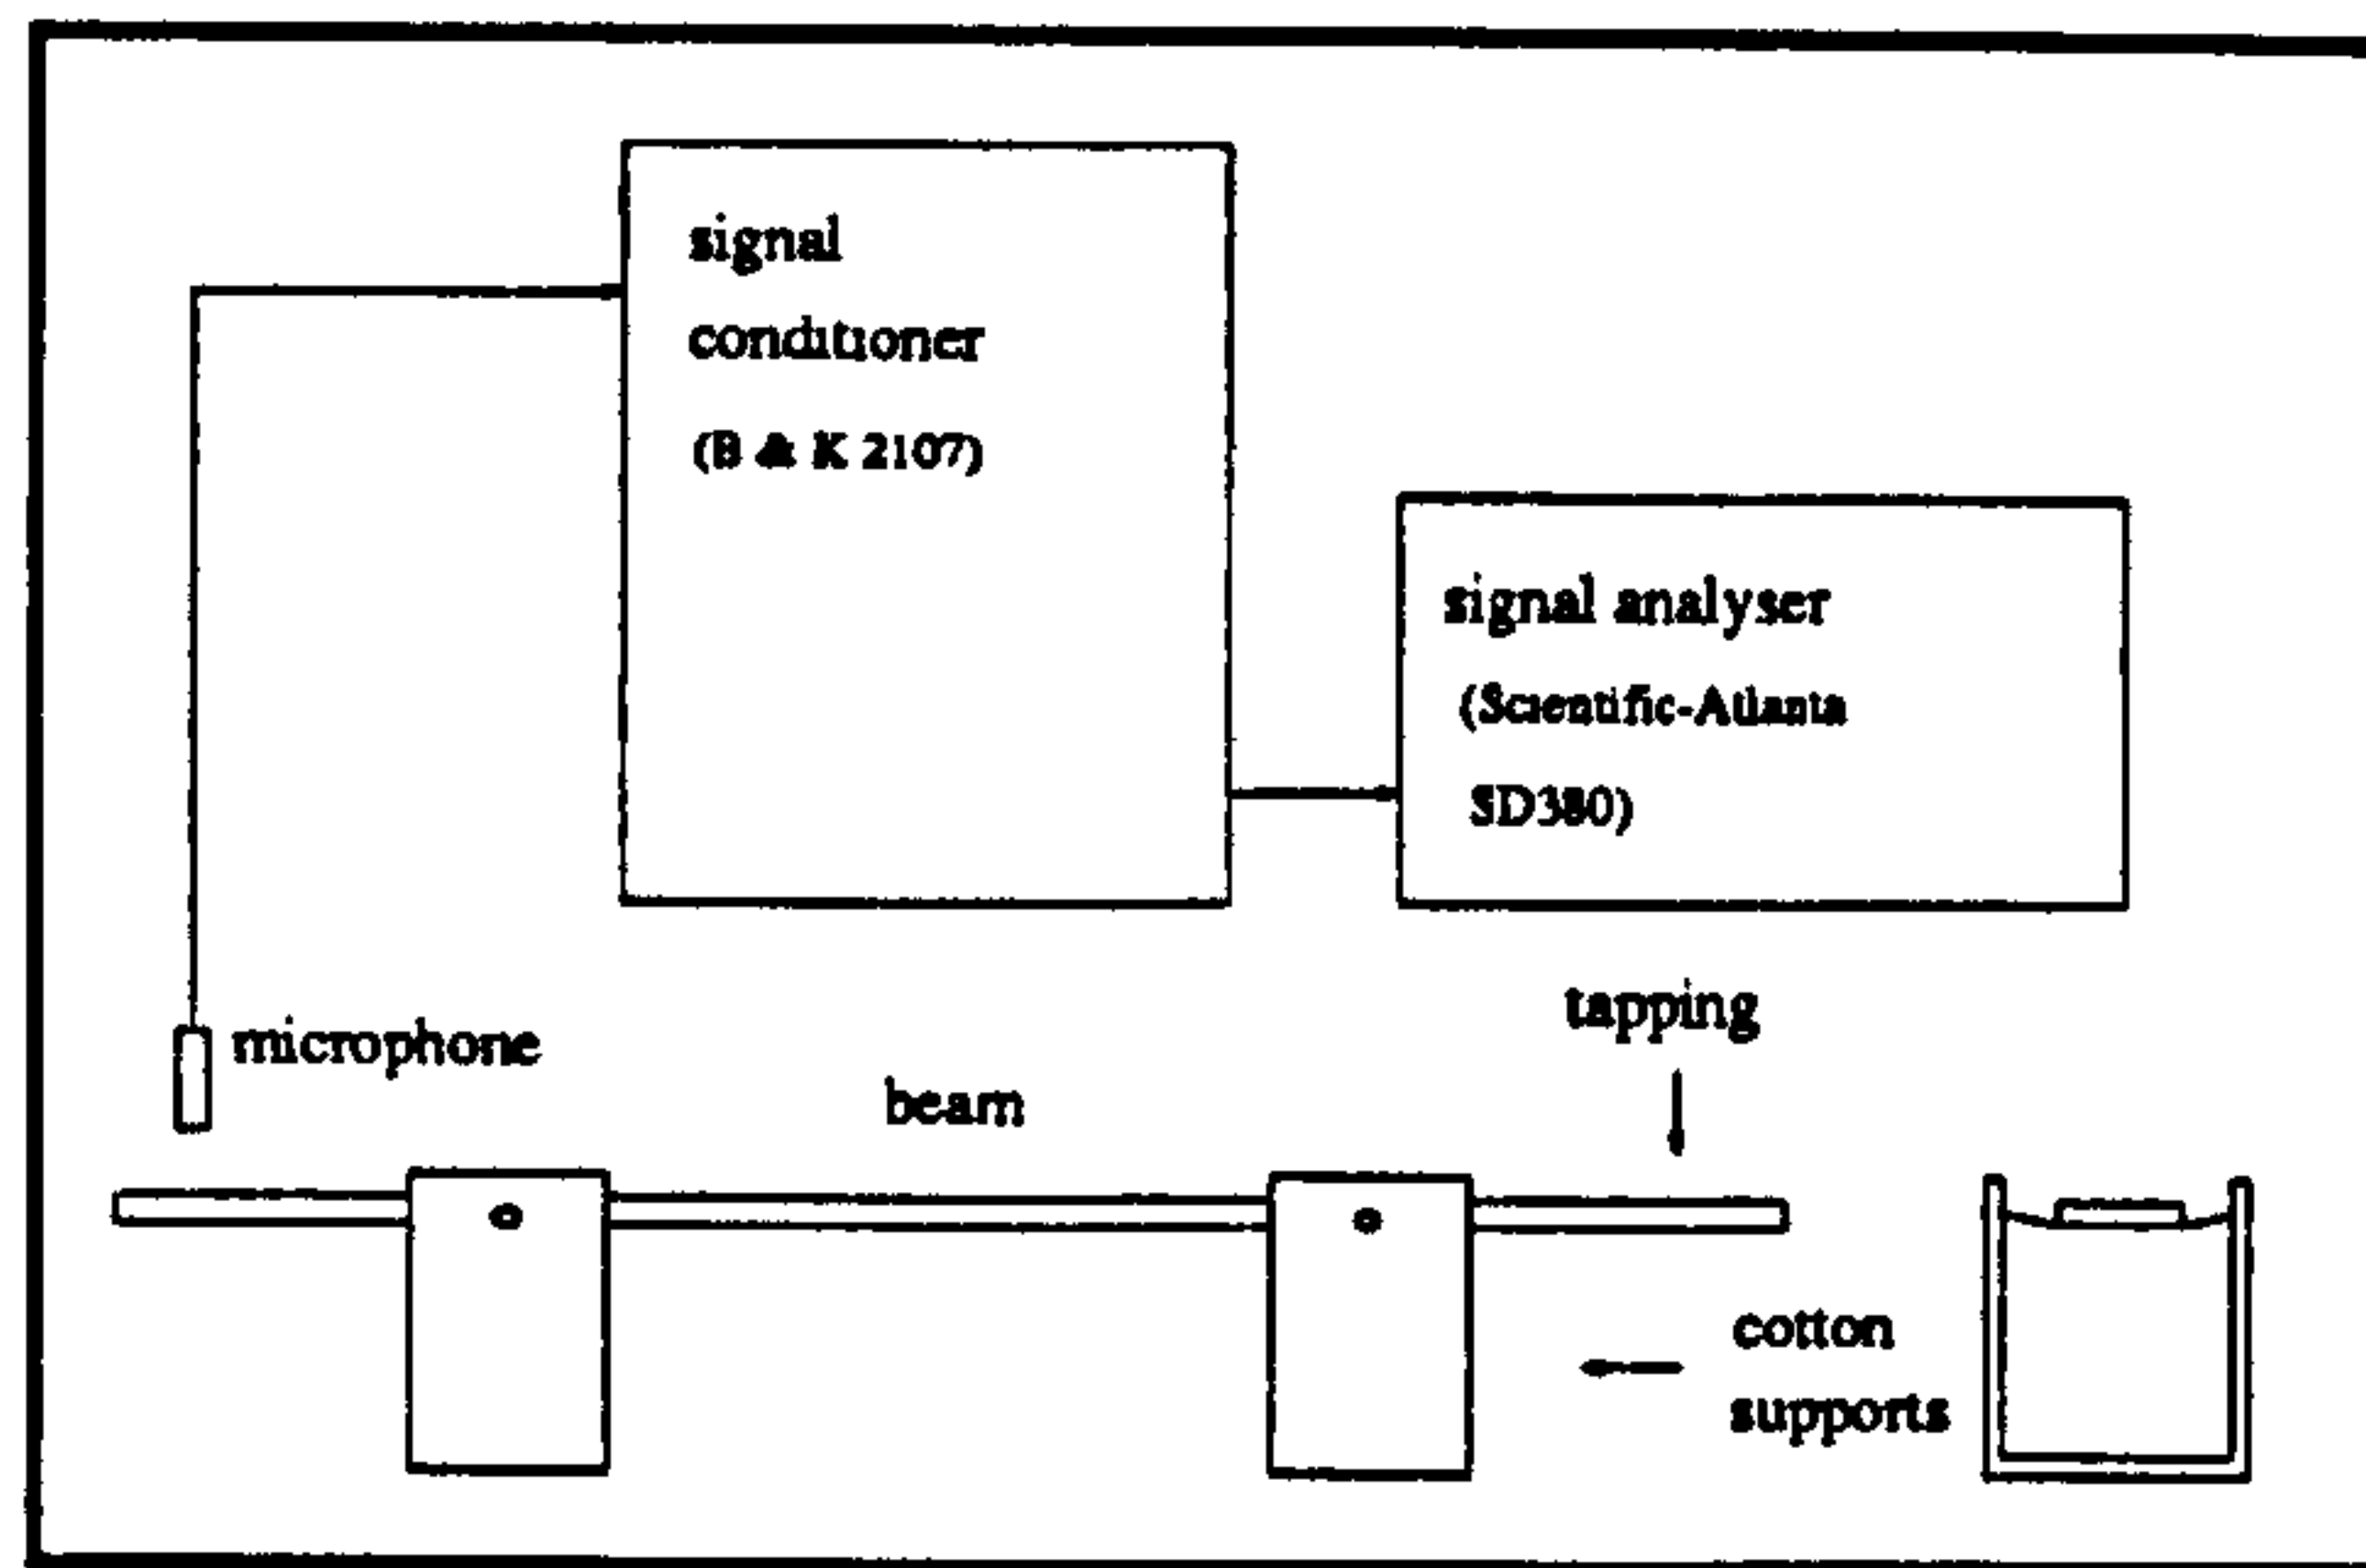 signal
conditioner
(B & K 2107)
signal analyser
(Scientific-Atlanta
SD380)
tapping
microphone
beam
cotton
supports